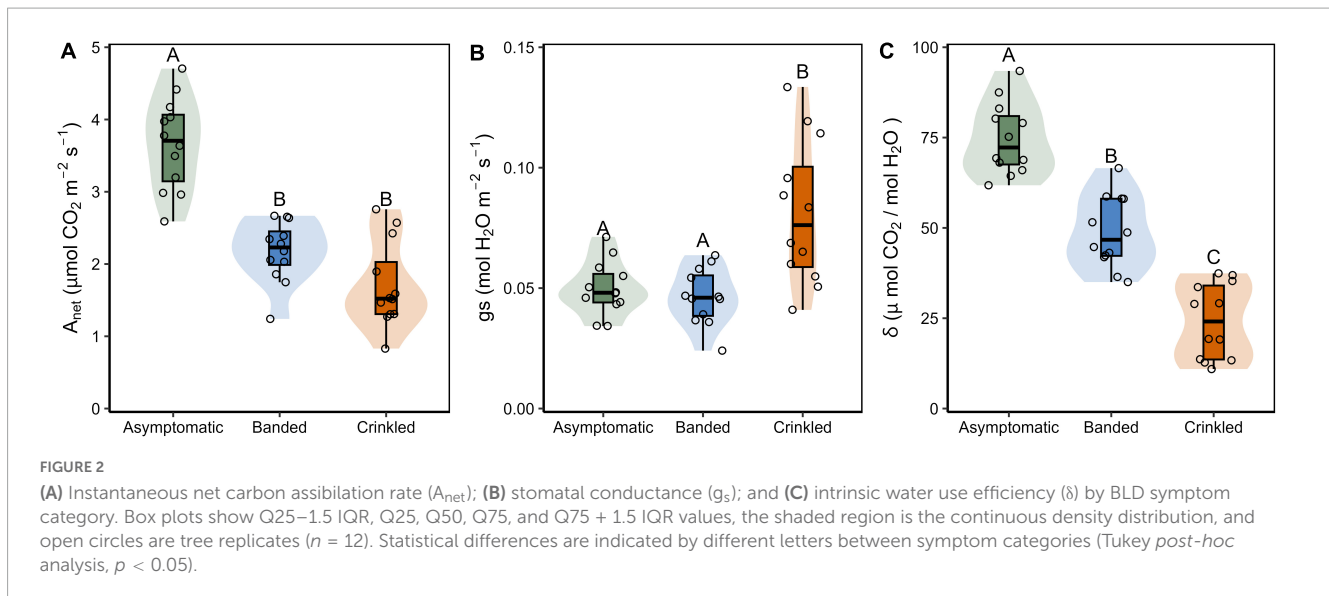 A
5
4
3
2
1
0
A_net (µmol CO₂ m⁻² s⁻¹)
A
B
B
Asymptomatic Banded Crinkled
B
0.15
0.10
0.05
0.00
gs (mol H₂O m⁻² s⁻¹)
A
A
B
Asymptomatic Banded Crinkled
C
100
75
50
25
0
δ (µ mol CO₂ / mol H₂O )
A
B
C
Asymptomatic Banded Crinkled
FIGURE 2
(A) Instantaneous net carbon assibilation rate (A_net); (B) stomatal conductance (g_s); and (C) intrinsic water use efficiency (δ) by BLD symptom
category. Box plots show Q25–1.5 IQR, Q25, Q50, Q75, and Q75 + 1.5 IQR values, the shaded region is the continuous density distribution, and
open circles are tree replicates (n = 12). Statistical differences are indicated by different letters between symptom categories (Tukey post-hoc
analysis, p < 0.05).